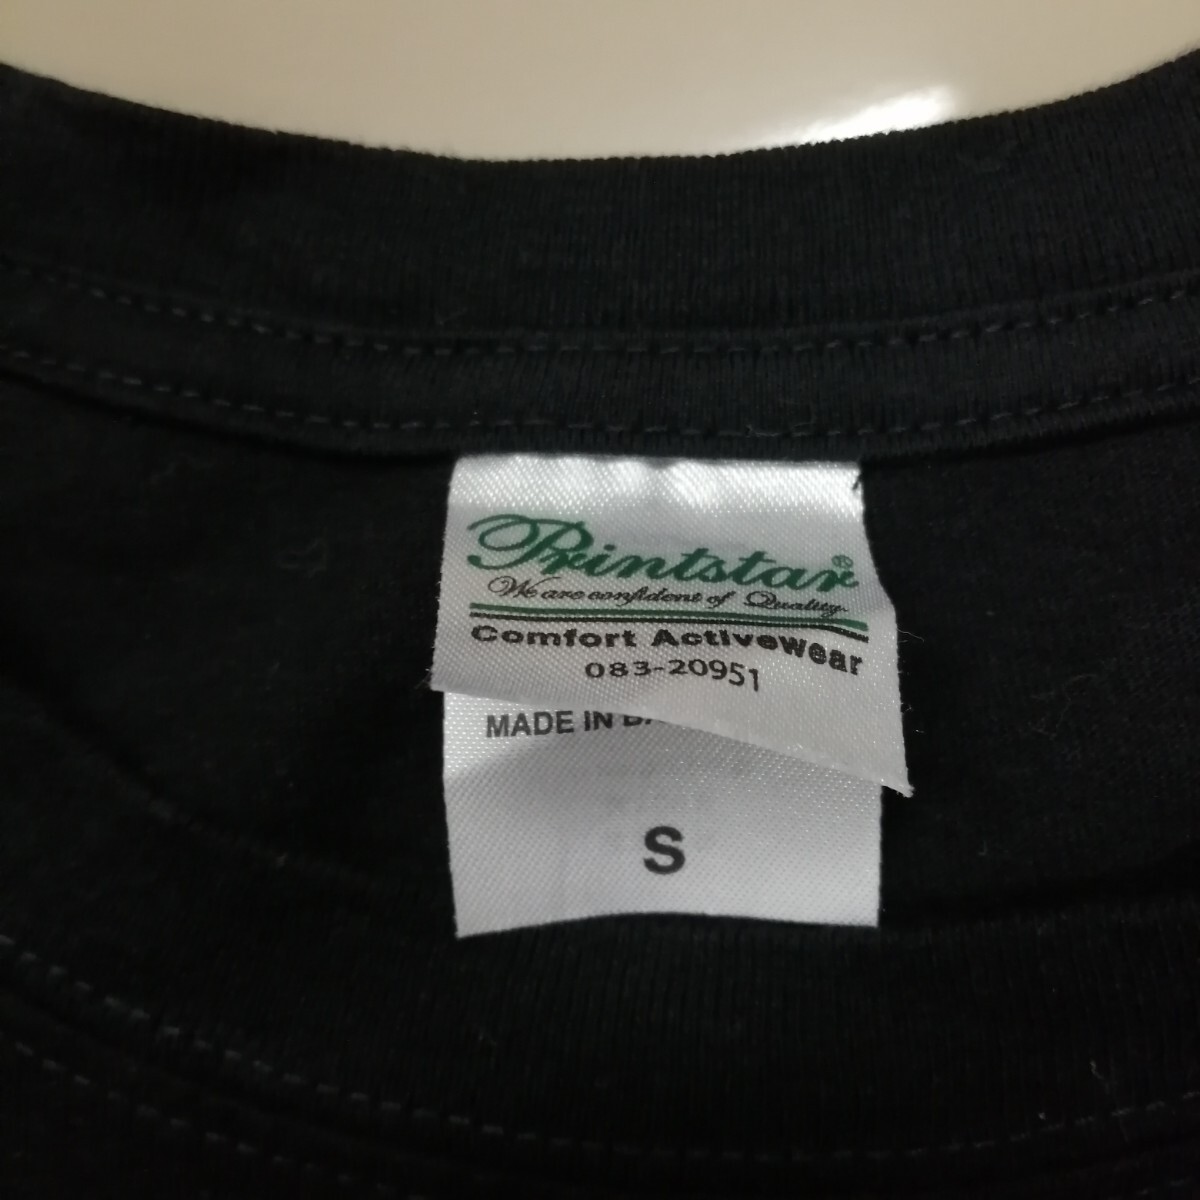 Printstar®
We are confident of Quality.
Comfort Activewear
083-20951
MADE IN
S